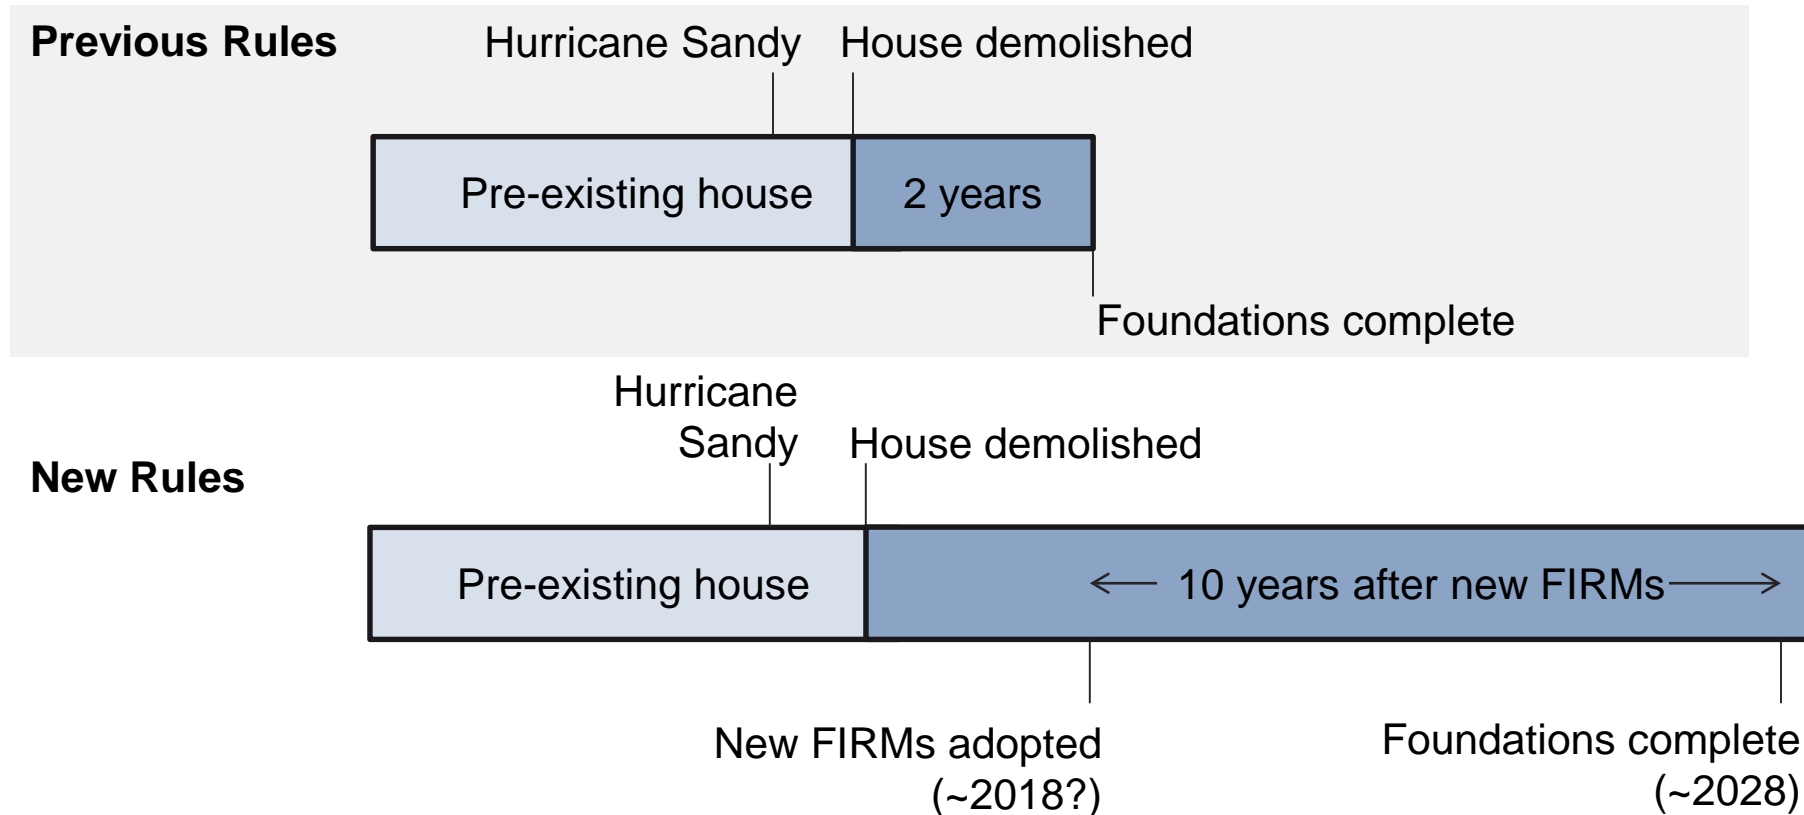 Previous Rules
Hurricane Sandy
House demolished
Pre-existing house
2 years
Foundations complete
Hurricane
Sandy
House demolished
New Rules
Pre-existing house
10 years after new FIRMs
New FIRMs adopted
(~2018?)
Foundations complete
(~2028)